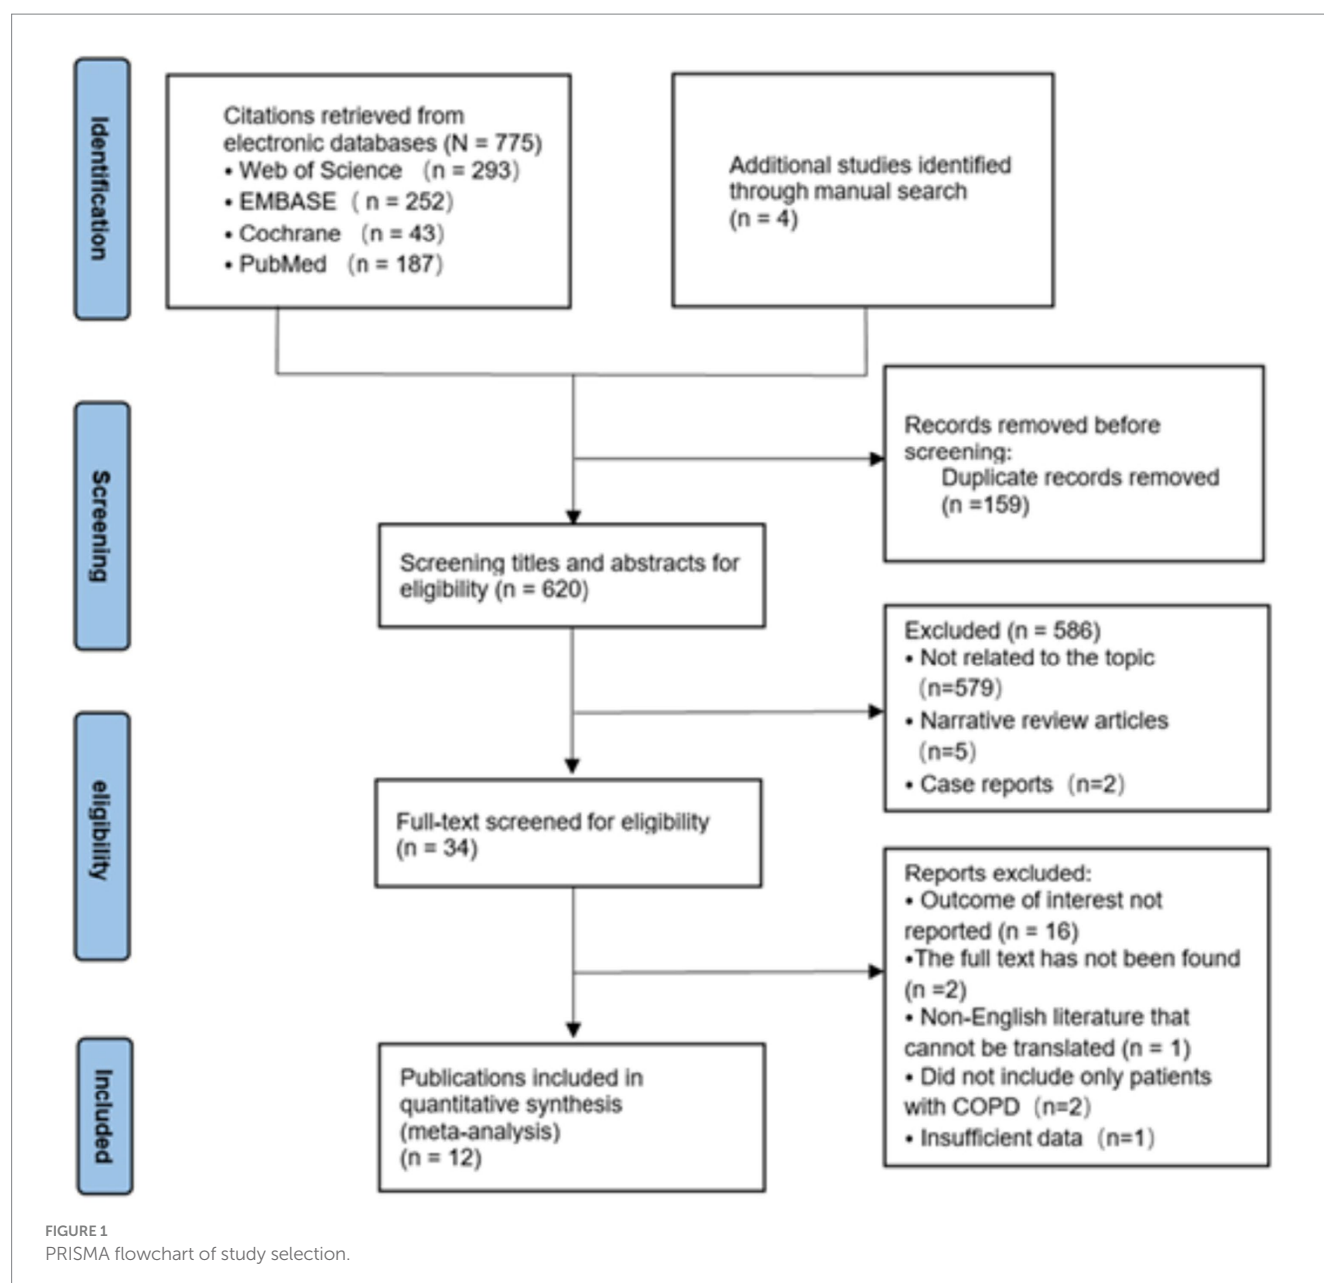 Identification
Citations retrieved from
electronic databases (N = 775)
• Web of Science （n = 293）
• EMBASE（ n = 252）
• Cochrane （n = 43）
• PubMed （n = 187）
Additional studies identified
through manual search
(n = 4)
Screening
Records removed before
screening:
Duplicate records removed
(n =159)
Screening titles and abstracts for
eligibility (n = 620)
Excluded (n = 586)
• Not related to the topic
（n=579）
• Narrative review articles
（n=5）
• Case reports（n=2）
eligibility
Full-text screened for eligibility
(n = 34)
Reports excluded:
• Outcome of interest not
reported (n = 16)
•The full text has not been found
(n =2)
• Non-English literature that
cannot be translated (n = 1)
• Did not include only patients
with COPD（n=2）
• Insufficient data（n=1）
Included
Publications included in
quantitative synthesis
(meta-analysis)
(n = 12)
FIGURE 1
PRISMA flowchart of study selection.